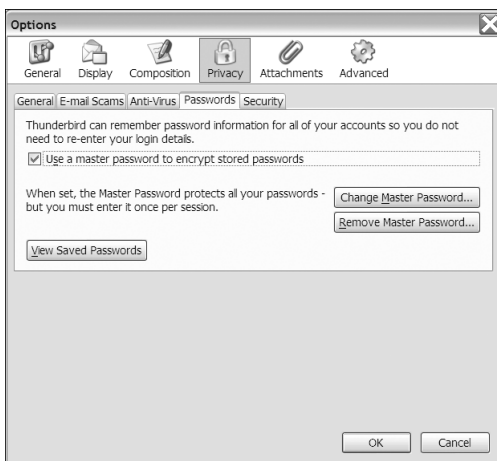 Options
General Display Composition Privacy Attachments Advanced
General E-mail Scams Anti-Virus Passwords Security
Thunderbird can remember password information for all of your accounts so you do not
need to re-enter your login details.
Use a master password to encrypt stored passwords
When set, the Master Password protects all your passwords -
but you must enter it once per session.
Change Master Password...
Remove Master Password...
View Saved Passwords
OK Cancel